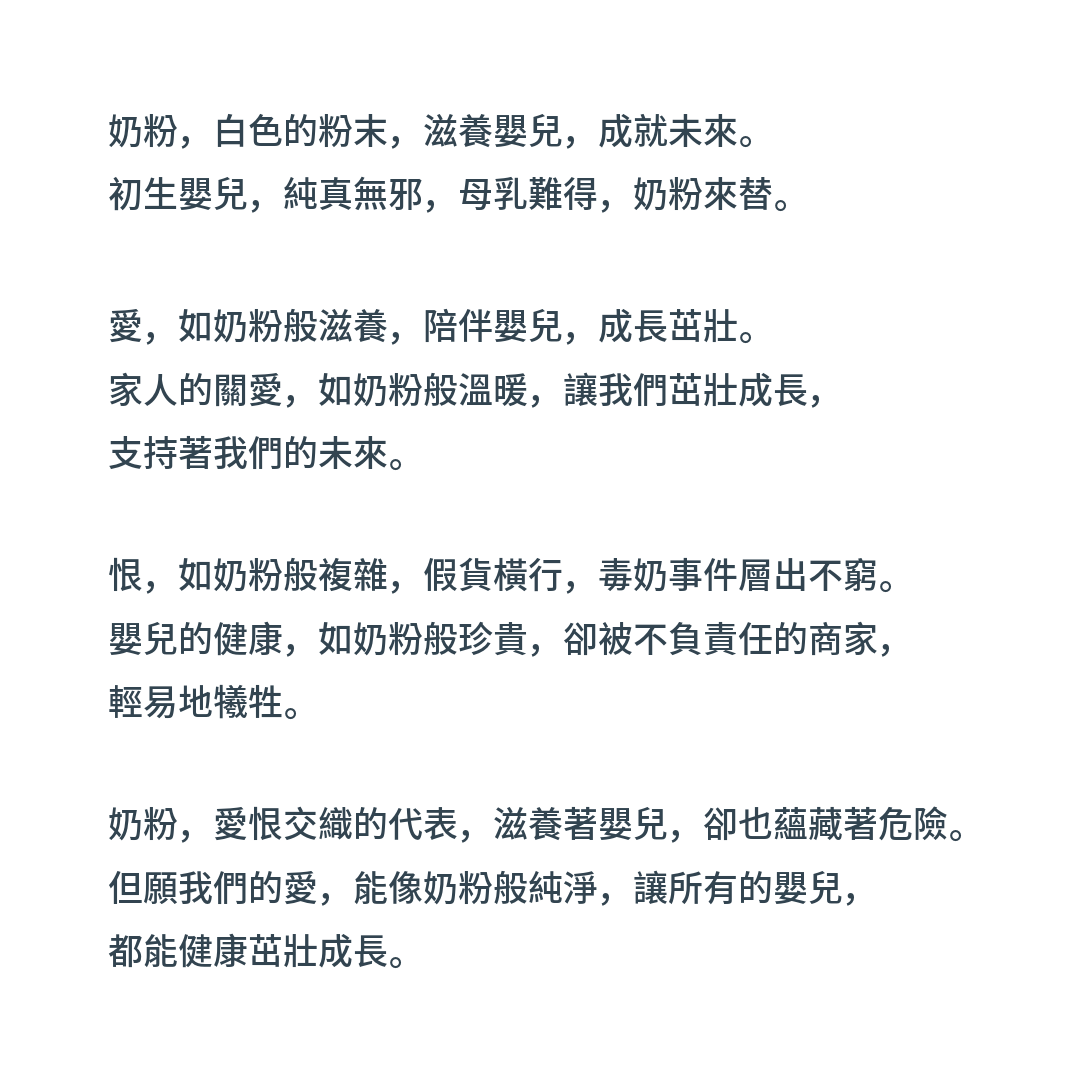 奶粉，白色的粉末，滋養嬰兒，成就未來。
初生嬰兒，純真無邪，母乳難得，奶粉來替。
愛，如奶粉般滋養，陪伴嬰兒，成長茁壯。
家人的關愛，如奶粉般溫暖，讓我們茁壯成長，
支持著我們的未來。
恨，如奶粉般複雜，假貨橫行，毒奶事件層出不窮。
嬰兒的健康，如奶粉般珍貴，卻被不負責任的商家，
輕易地犧牲。
奶粉，愛恨交織的代表，滋養著嬰兒，卻也蘊藏著危險。
但願我們的愛，能像奶粉般純淨，讓所有的嬰兒，
都能健康茁壯成長。